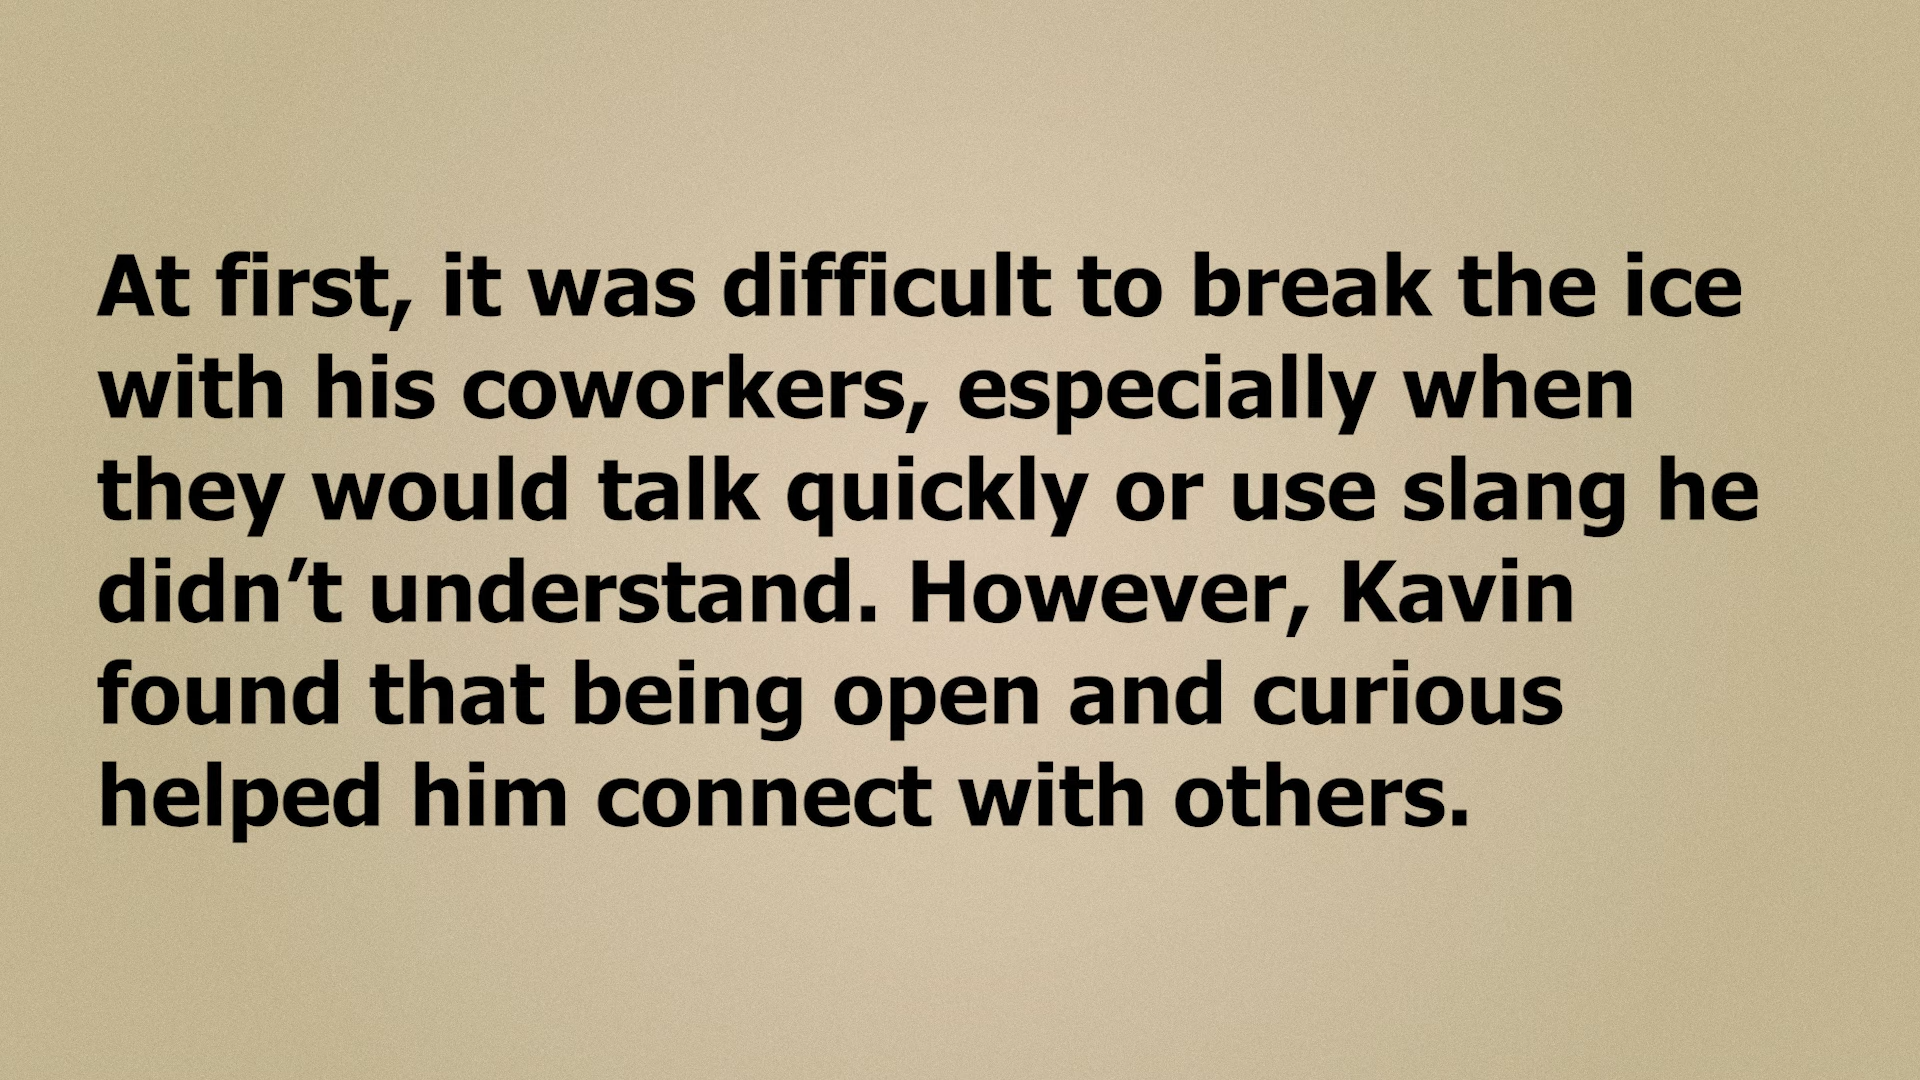 At first, it was difficult to break the ice
with his coworkers, especially when
they would talk quickly or use slang he
didn’t understand. However, Kavin
found that being open and curious
helped him connect with others.